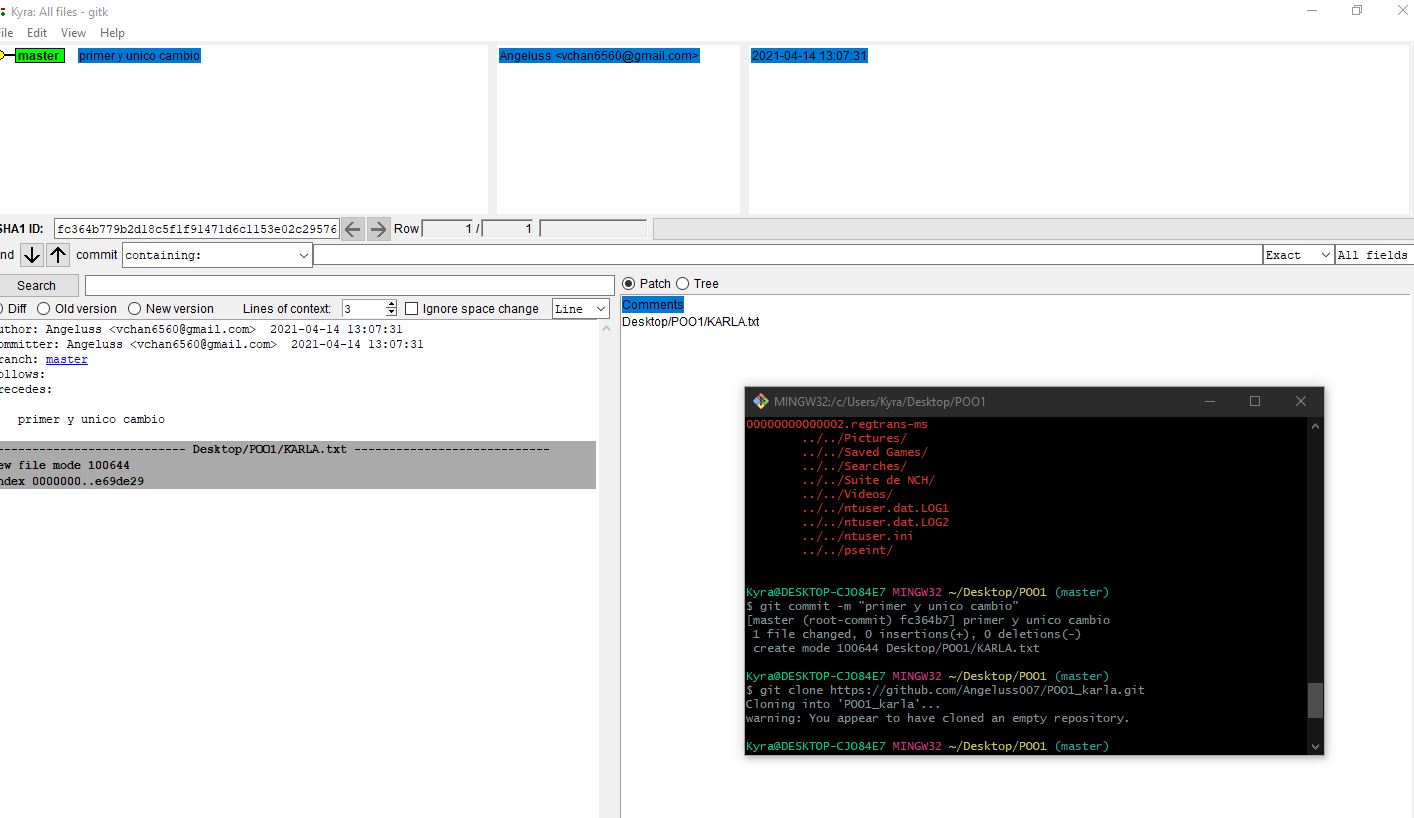 Kyra: All files - gitk
ile Edit View Help
master primer y unico cambio Angeluss <vchan6560@gmail.com> 2021-04-14 13:07:31
SHA1 ID: fc364b779b2d18c5f1f91471d6c1153e02c29576 Row 1 / 1
nd commit containing: Exact All fields
Search
Patch Tree
Diff Old version New version Lines of context: 3 Ignore space change Line
uthor: Angeluss <vchan6560@gmail.com> 2021-04-14 13:07:31
ommitter: Angeluss <vchan6560@gmail.com> 2021-04-14 13:07:31
ranch: master
ollows:
recedes:
primer y unico cambio
--------------------------- Desktop/POO1/KARLA.txt ----------------------------
ew file mode 100644
ndex 0000000..e69de29
Comments
Desktop/POO1/KARLA.txt
MINGW32:/c/Users/Kyra/Desktop/POO1
00000000000002.regtrans-ms
../../Pictures/
../../Saved Games/
../../Searches/
../../Suite de NCH/
../../Videos/
../../ntuser.dat.LOG1
../../ntuser.dat.LOG2
../../ntuser.ini
../../pseint/
Kyra@DESKTOP-CJO84E7 MINGW32 ~/Desktop/POO1 (master)
$ git commit -m "primer y unico cambio"
[master (root-commit) fc364b7] primer y unico cambio
1 file changed, 0 insertions(+), 0 deletions(-)
create mode 100644 Desktop/POO1/KARLA.txt
Kyra@DESKTOP-CJO84E7 MINGW32 ~/Desktop/POO1 (master)
$ git clone https://github.com/Angeluss007/POO1_karla.git
Cloning into 'POO1_karla'...
warning: You appear to have cloned an empty repository.
Kyra@DESKTOP-CJO84E7 MINGW32 ~/Desktop/POO1 (master)